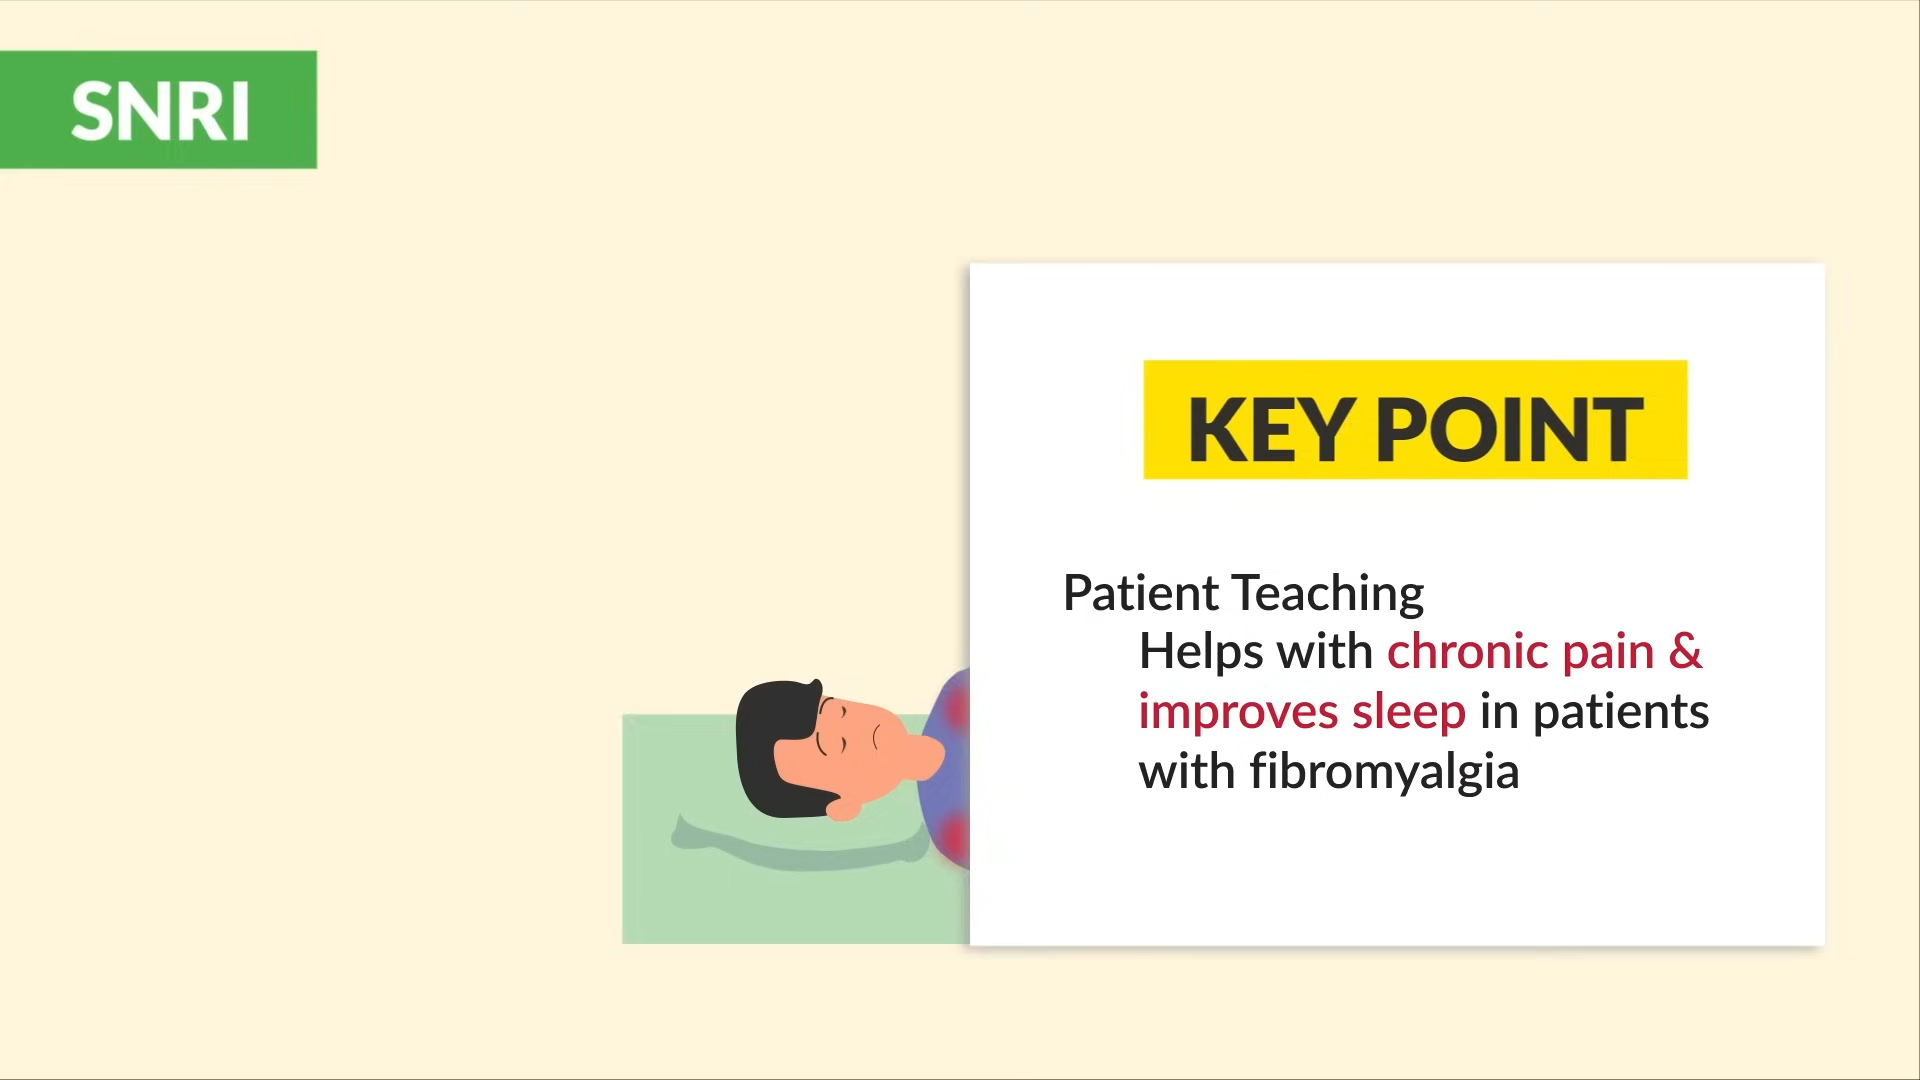 SNRI
KEY POINT
Patient Teaching
Helps with chronic pain &
improves sleep in patients
with fibromyalgia